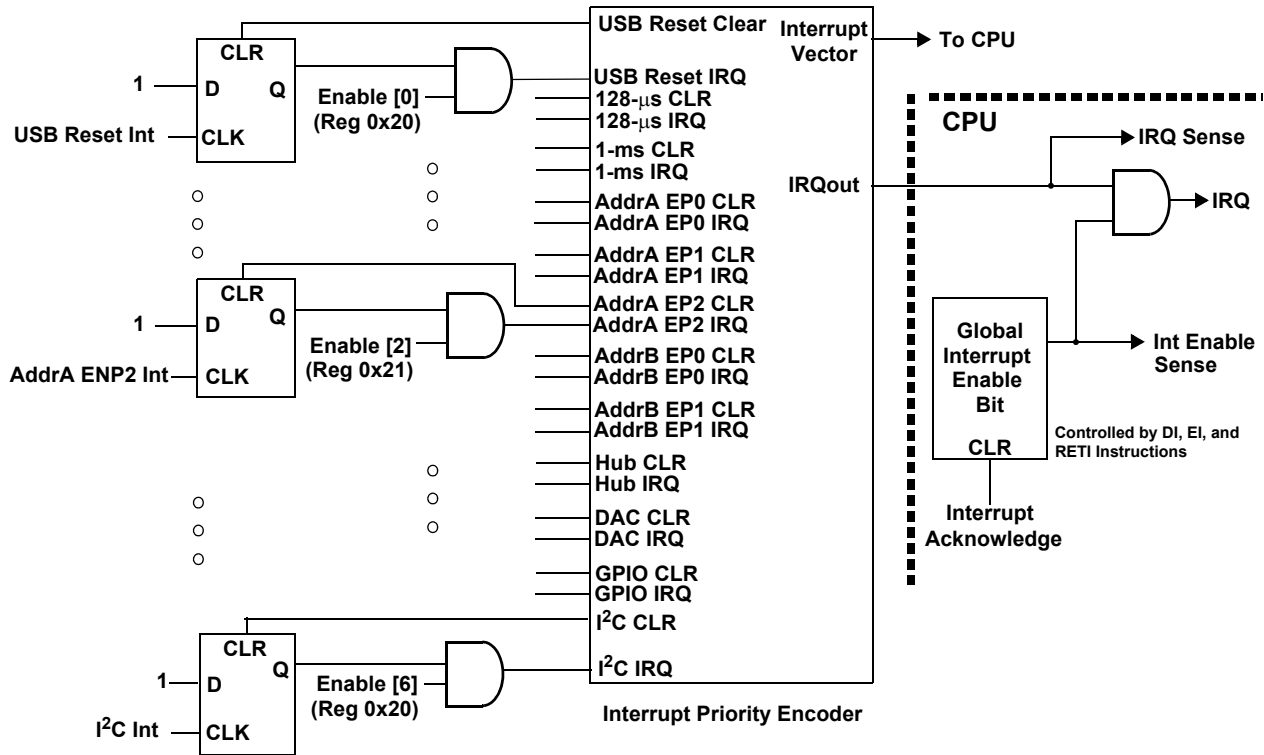 CLR
1
D
Q
USB Reset Int
CLK
Enable [0]
(Reg 0x20)
CLR
1
D
Q
AddrA ENP2 Int
CLK
Enable [2]
(Reg 0x21)
CLR
1
D
Q
I²C Int
CLK
Enable [6]
(Reg 0x20)
USB Reset Clear
USB Reset IRQ
128-μs CLR
128-μs IRQ
1-ms CLR
1-ms IRQ
AddrA EP0 CLR
AddrA EP0 IRQ
AddrA EP1 CLR
AddrA EP1 IRQ
AddrA EP2 CLR
AddrA EP2 IRQ
AddrB EP0 CLR
AddrB EP0 IRQ
AddrB EP1 CLR
AddrB EP1 IRQ
Hub CLR
Hub IRQ
DAC CLR
DAC IRQ
GPIO CLR
GPIO IRQ
I²C CLR
I²C IRQ
Interrupt
Vector
IRQout
Interrupt Priority Encoder
To CPU
CPU
IRQ Sense
IRQ
Global
Interrupt
Enable
Bit
CLR
Int Enable
Sense
Controlled by DI, EI, and
RETI Instructions
Interrupt
Acknowledge